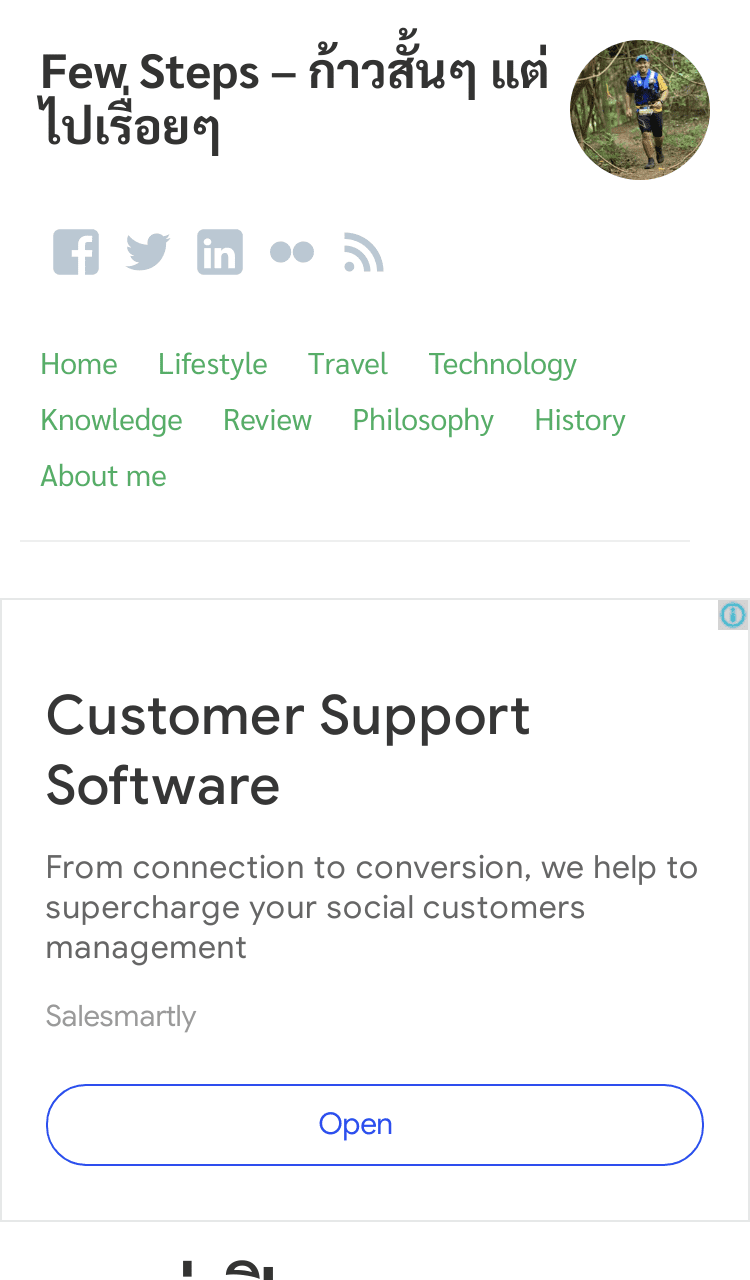 Few Steps – ก้าวสั้นๆ แต่
ไปเรื่อยๆ
Home Lifestyle Travel Technology
Knowledge Review Philosophy History
About me
Customer Support
Software
From connection to conversion, we help to
supercharge your social customers
management
Salesmartly
Open